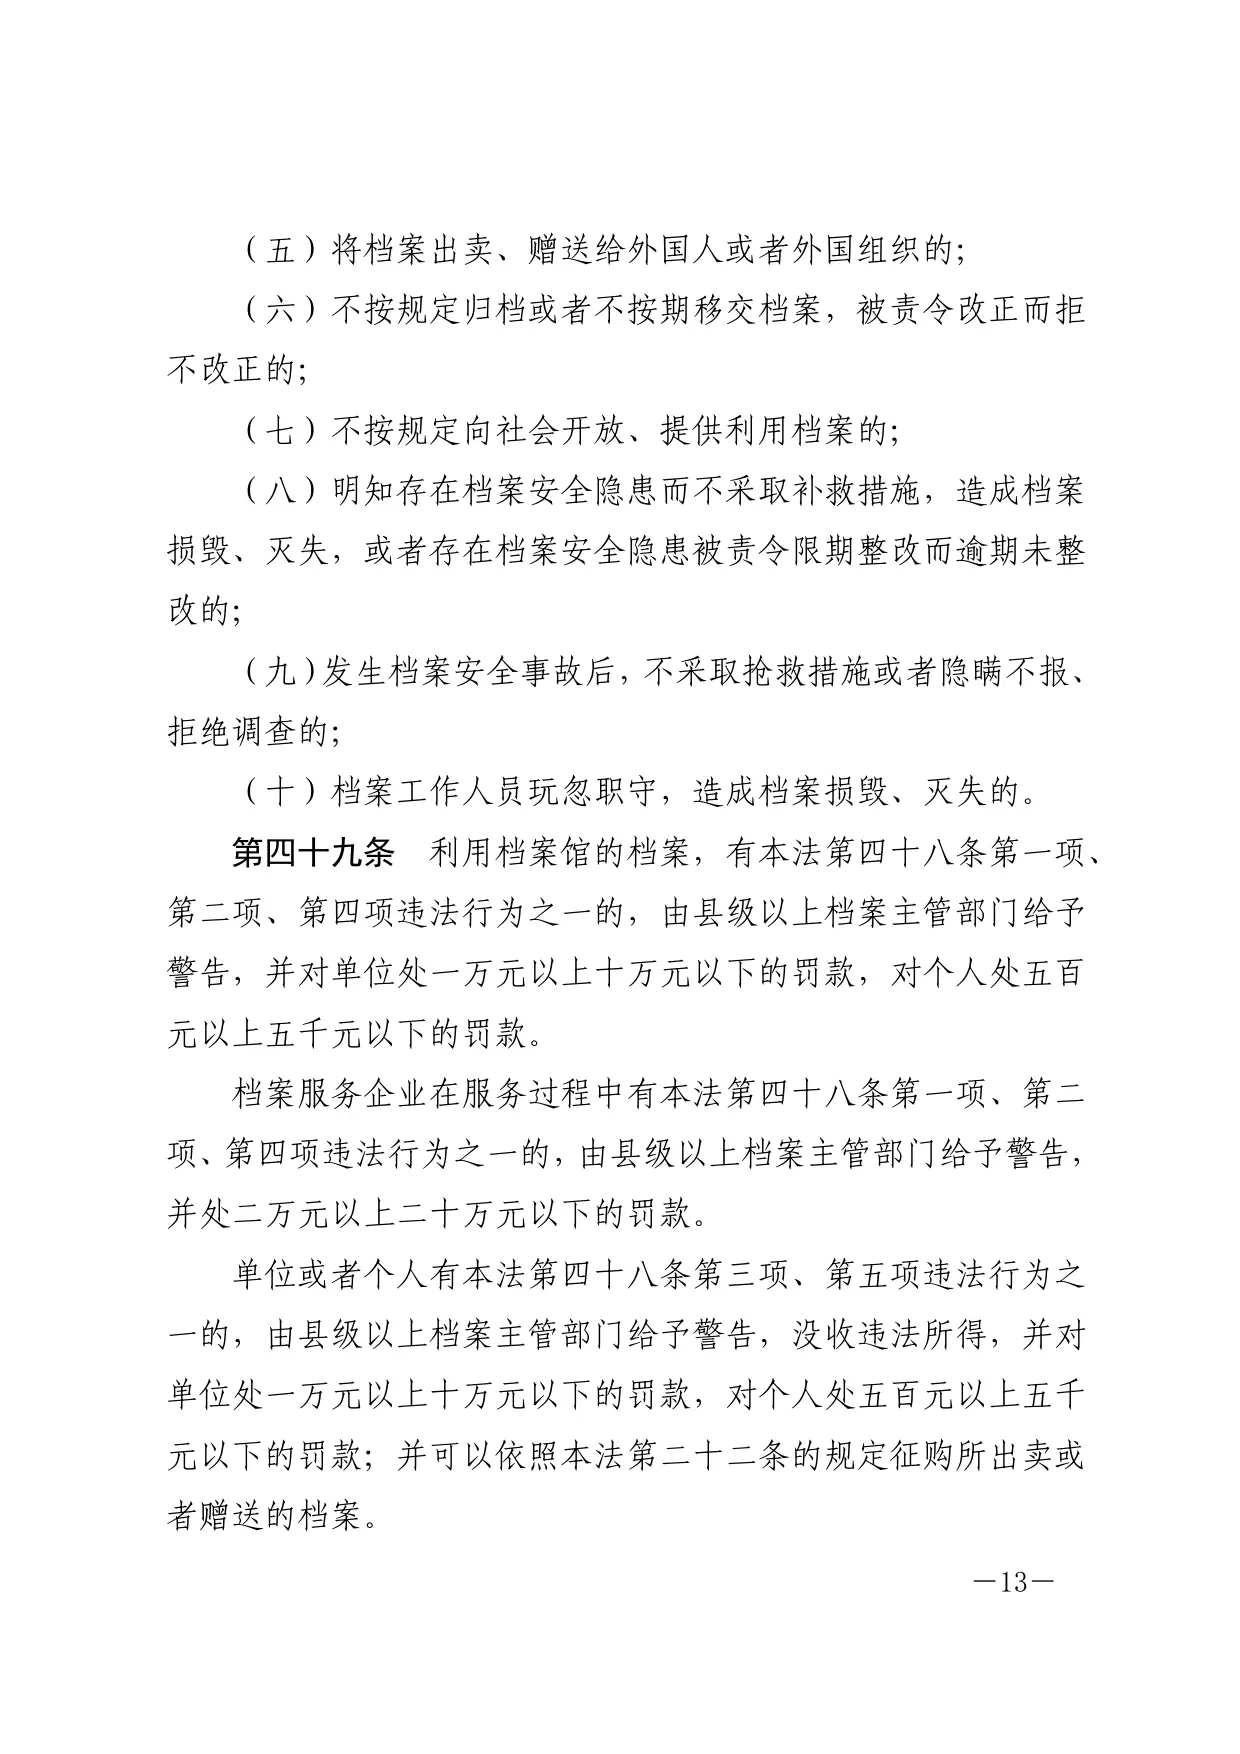 （五）将档案出卖、赠送给外国人或者外国组织的；
（六）不按规定归档或者不按期移交档案，被责令改正而拒
不改正的；
（七）不按规定向社会开放、提供利用档案的；
（八）明知存在档案安全隐患而不采取补救措施，造成档案
损毁、灭失，或者存在档案安全隐患被责令限期整改而逾期未整
改的；
（九）发生档案安全事故后，不采取抢救措施或者隐瞒不报、
拒绝调查的；
（十）档案工作人员玩忽职守，造成档案损毁、灭失的。
第四十九条　利用档案馆的档案，有本法第四十八条第一项、
第二项、第四项违法行为之一的，由县级以上档案主管部门给予
警告，并对单位处一万元以上十万元以下的罚款，对个人处五百
元以上五千元以下的罚款。
档案服务企业在服务过程中有本法第四十八条第一项、第二
项、第四项违法行为之一的，由县级以上档案主管部门给予警告，
并处二万元以上二十万元以下的罚款。
单位或者个人有本法第四十八条第三项、第五项违法行为之
一的，由县级以上档案主管部门给予警告，没收违法所得，并对
单位处一万元以上十万元以下的罚款，对个人处五百元以上五千
元以下的罚款；并可以依照本法第二十二条的规定征购所出卖或
者赠送的档案。
—13—